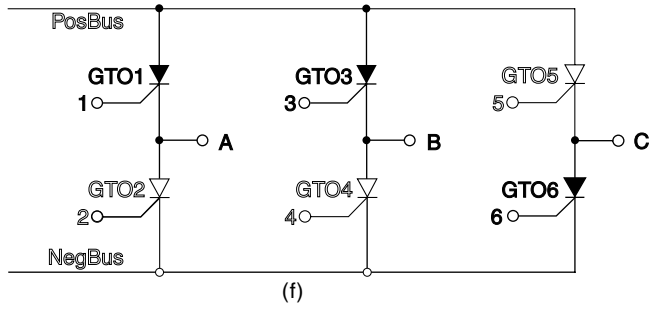 PosBus
GTO1 GTO3 GTO5
1 3 5
A B C
GTO2 GTO4 GTO6
2 4 6
NegBus
(f)